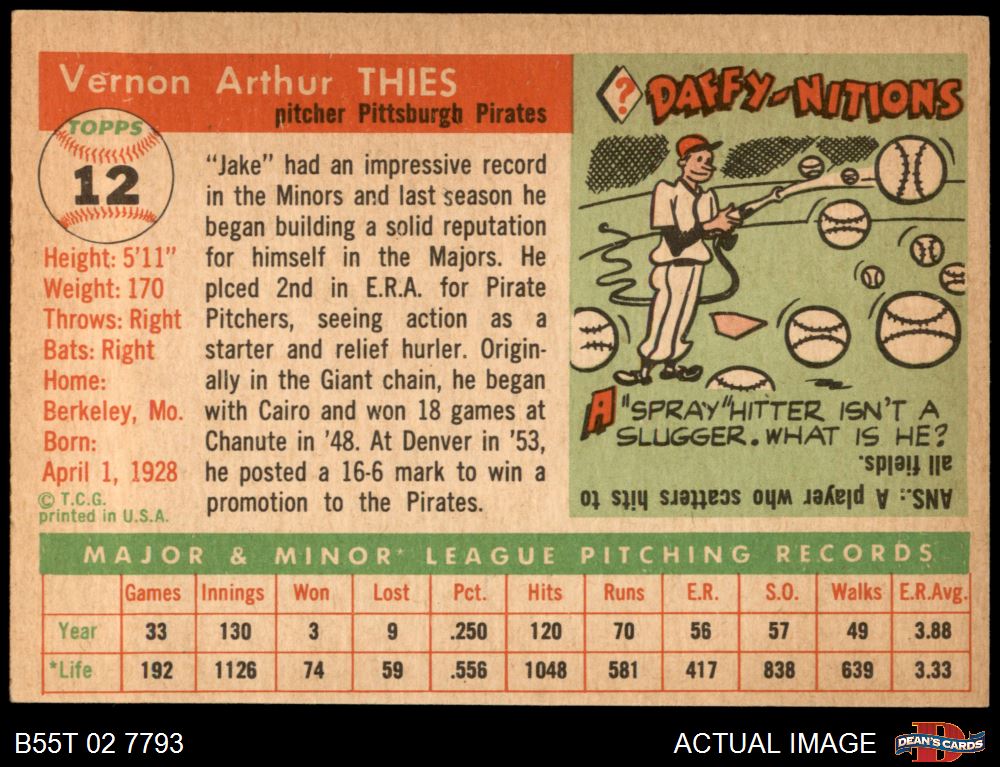 Vernon Arthur THIES
pitcher Pittsburgh Pirates
TOPPS
12
Height: 5'11"
Weight: 170
Throws: Right
Bats: Right
Home:
Berkeley, Mo.
Born:
April 1, 1928
© T.C.G.
printed in U.S.A.
"Jake" had an impressive record
in the Minors and last season he
began building a solid reputation
for himself in the Majors. He
plced 2nd in E.R.A. for Pirate
Pitchers, seeing action as a
starter and relief hurler. Origin-
ally in the Giant chain, he began
with Cairo and won 18 games at
Chanute in '48. At Denver in '53,
he posted a 16-6 mark to win a
promotion to the Pirates.
? DAFFY-NITIONS
A "SPRAY" HITTER ISN'T A
SLUGGER. WHAT IS HE?
ANS.: A player who scatters hits to
all fields.
MAJOR & MINOR* LEAGUE PITCHING RECORDS
Games Innings Won Lost Pct. Hits Runs E.R. S.O. Walks E.R.Avg.
Year 33 130 3 9 .250 120 70 56 57 49 3.88
*Life 192 1126 74 59 .556 1048 581 417 838 639 3.33
B55T 02 7793
ACTUAL IMAGE
D
DEAN'S CARDS